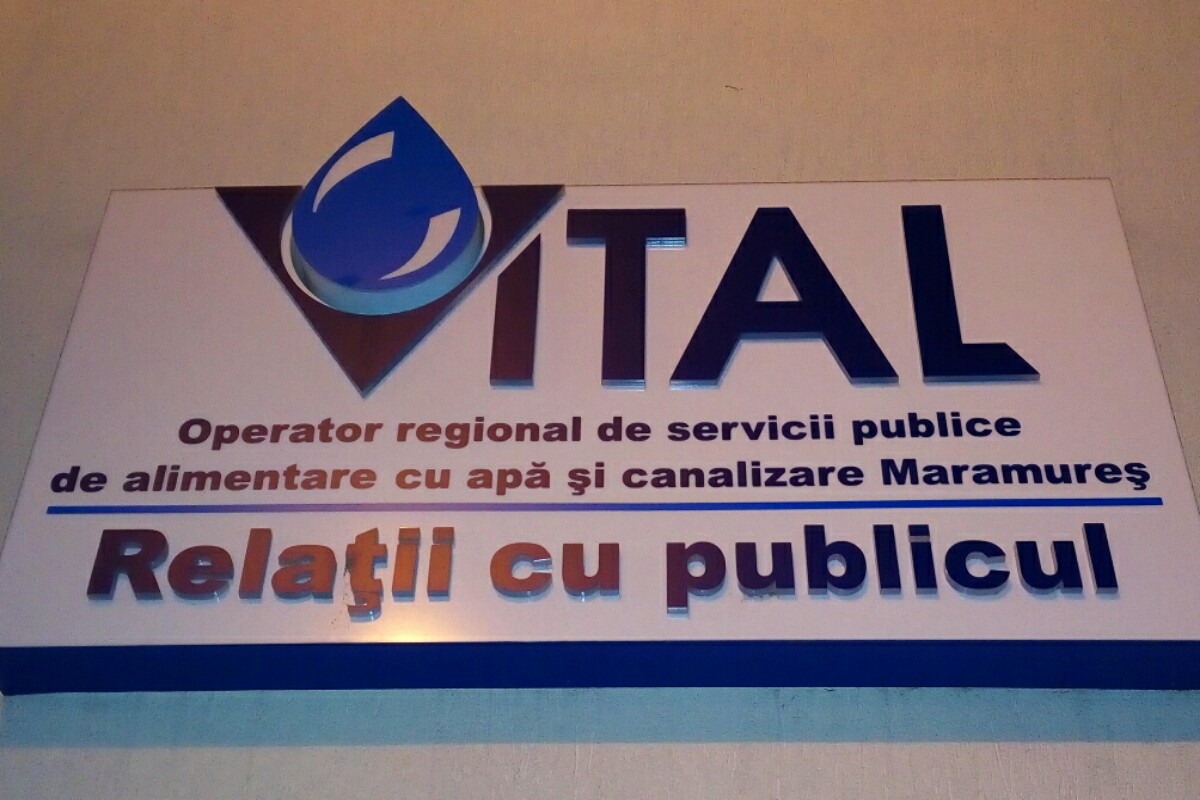 VITAL
Operator regional de servicii publice
de alimentare cu apă şi canalizare Maramureş
Relaţii cu publicul